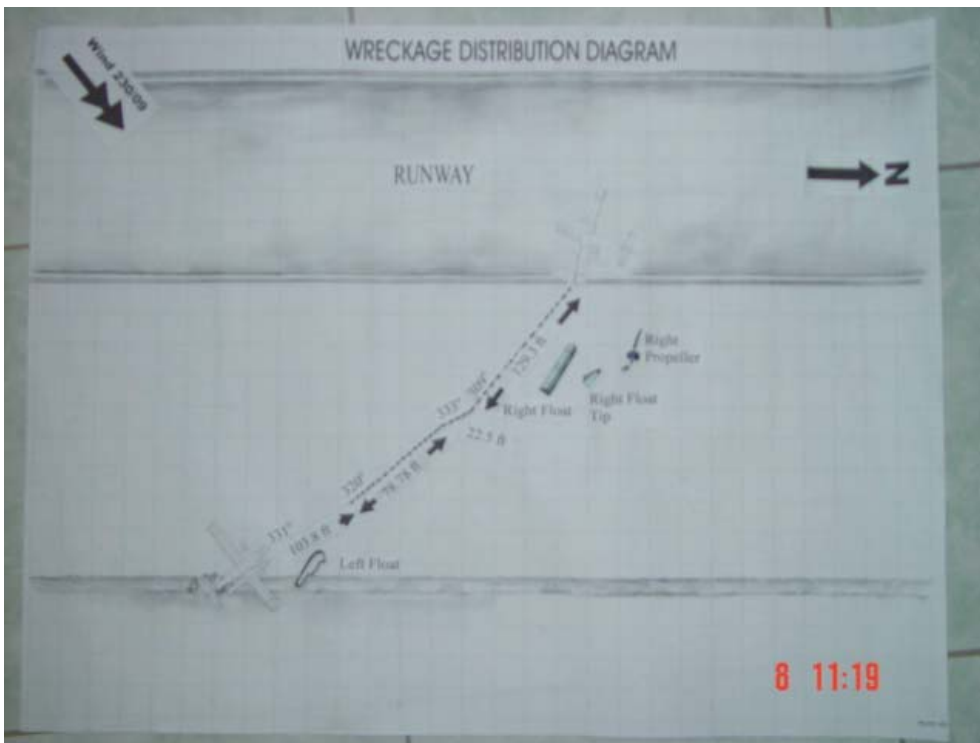 WRECKAGE DISTRIBUTION DIAGRAM
Wind 230/09
RUNWAY
N
129.3 ft
309°
333°
22.5 ft
Right
Propeller
Right Float
Right Float
Tip
320°
78.78 ft
331°
103.8 ft
Left Float
8 11:19